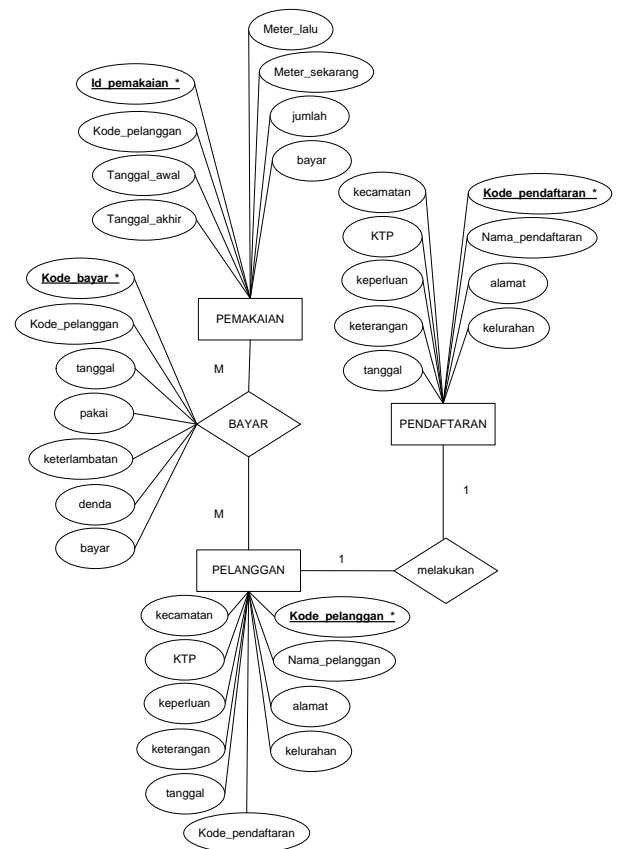 Meter_lalu
Meter_sekarang
jumlah
bayar
Id_pemakaian *
Kode_pelanggan
Tanggal_awal
Tanggal_akhir
PEMAKAIAN
M
kecamatan
KTP
keperluan
keterangan
tanggal
Kode_pendaftaran *
Nama_pendaftaran
alamat
kelurahan
PENDAFTARAN
1
Kode_bayar *
Kode_pelanggan
tanggal
pakai
keterlambatan
denda
bayar
BAYAR
M
PELANGGAN
1
melakukan
kecamatan
KTP
keperluan
keterangan
tanggal
Kode_pendaftaran
Kode_pelanggan *
Nama_pelanggan
alamat
kelurahan